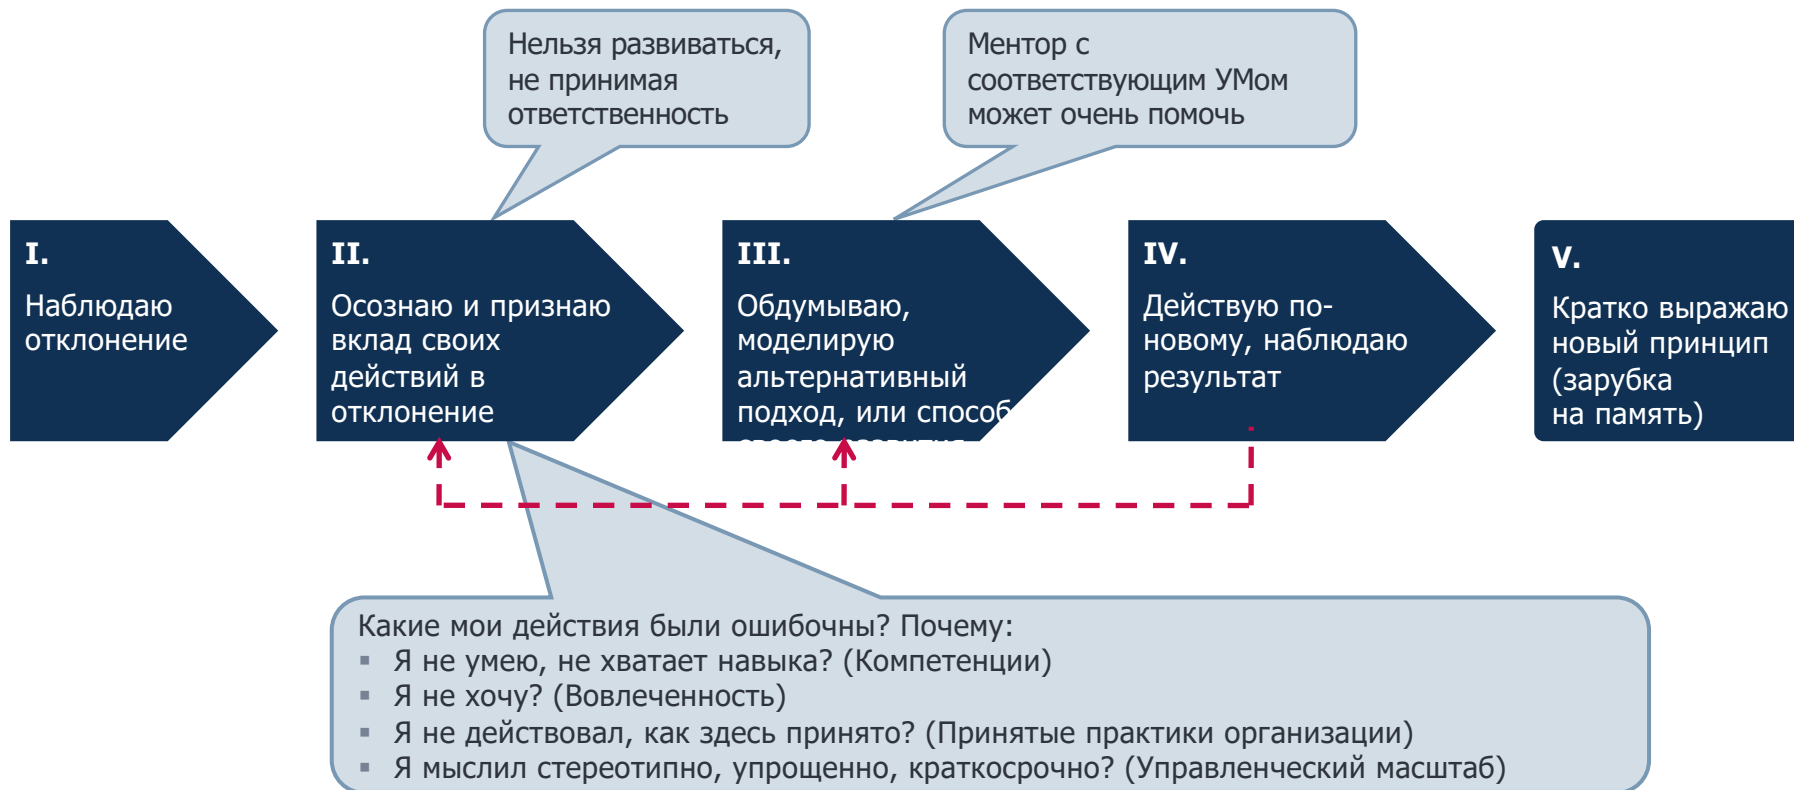 Нельзя развиваться,
не принимая
ответственность
Ментор с
соответствующим УМом
может очень помочь
I.
Наблюдаю
отклонение
II.
Осознаю и признаю
вклад своих
действий в
отклонение
III.
Обдумываю,
моделирую
альтернативный
подход, или способ
своего развития
IV.
Действую по-
новому, наблюдаю
результат
V.
Кратко выражаю
новый принцип
(зарубка
на память)
Какие мои действия были ошибочны? Почему:
▪ Я не умею, не хватает навыка? (Компетенции)
▪ Я не хочу? (Вовлеченность)
▪ Я не действовал, как здесь принято? (Принятые практики организации)
▪ Я мыслил стереотипно, упрощенно, краткосрочно? (Управленческий масштаб)